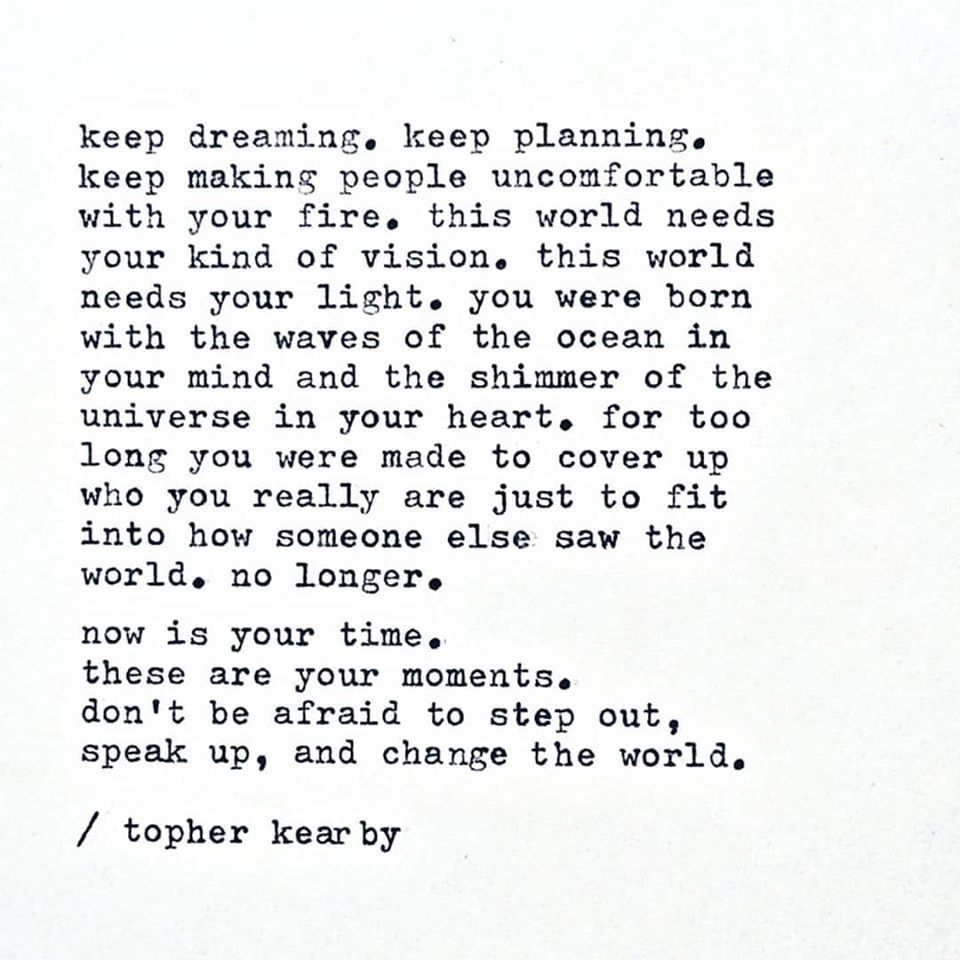 keep dreaming. keep planning.
keep making people uncomfortable
with your fire. this world needs
your kind of vision. this world
needs your light. you were born
with the waves of the ocean in
your mind and the shimmer of the
universe in your heart. for too
long you were made to cover up
who you really are just to fit
into how someone else saw the
world. no longer.
now is your time.
these are your moments.
don't be afraid to step out,
speak up, and change the world.
/ topher kearby